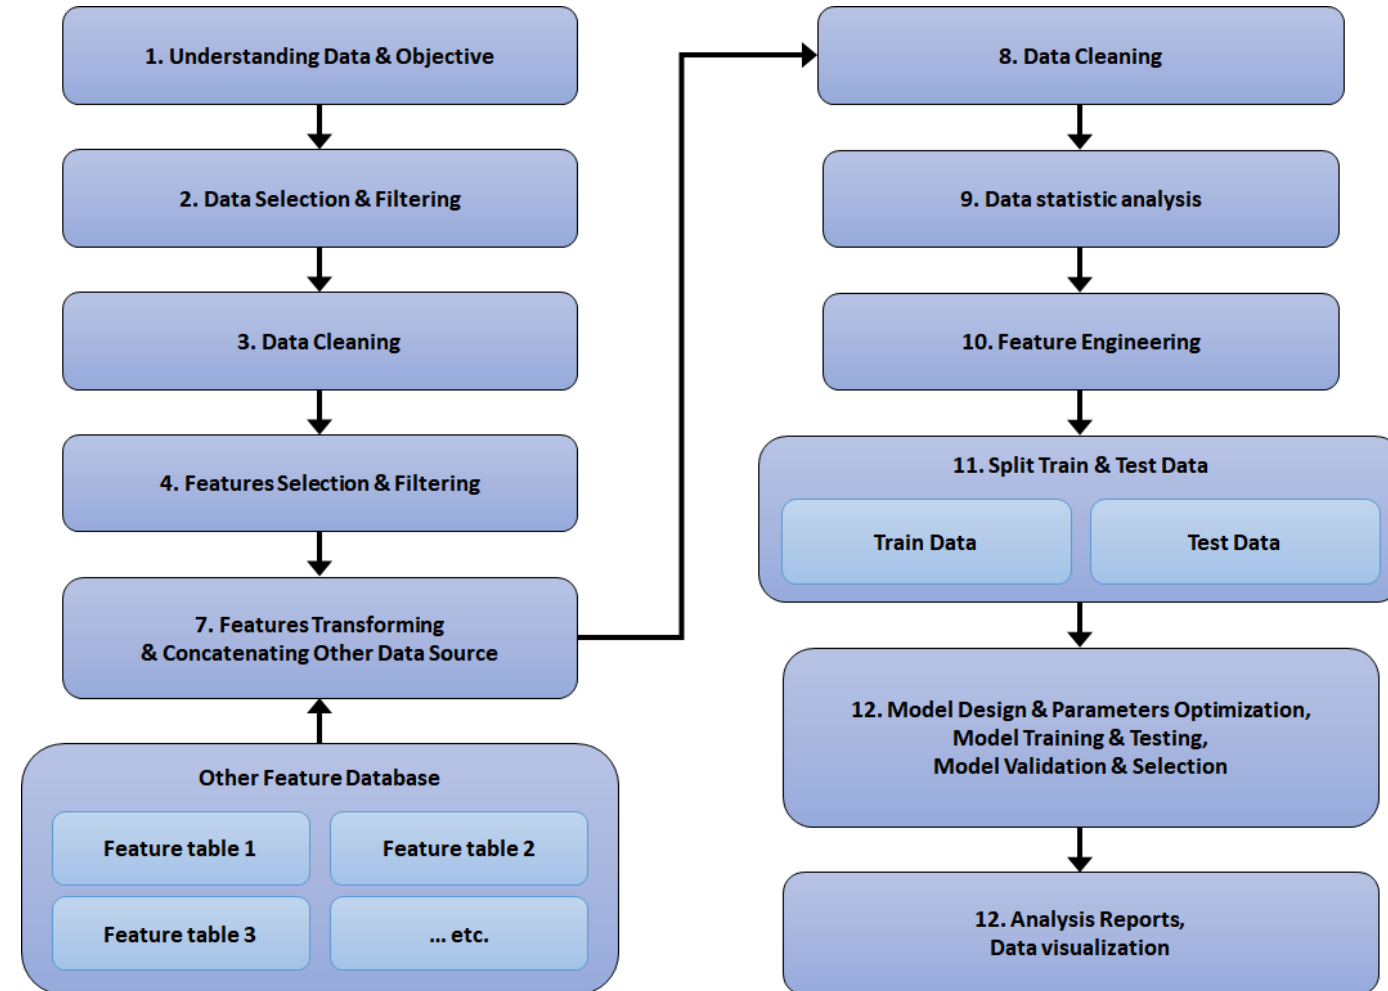 1. Understanding Data & Objective
2. Data Selection & Filtering
3. Data Cleaning
4. Features Selection & Filtering
7. Features Transforming
& Concatenating Other Data Source
Other Feature Database
Feature table 1
Feature table 2
Feature table 3
... etc.
8. Data Cleaning
9. Data statistic analysis
10. Feature Engineering
11. Split Train & Test Data
Train Data
Test Data
12. Model Design & Parameters Optimization,
Model Training & Testing,
Model Validation & Selection
12. Analysis Reports,
Data visualization